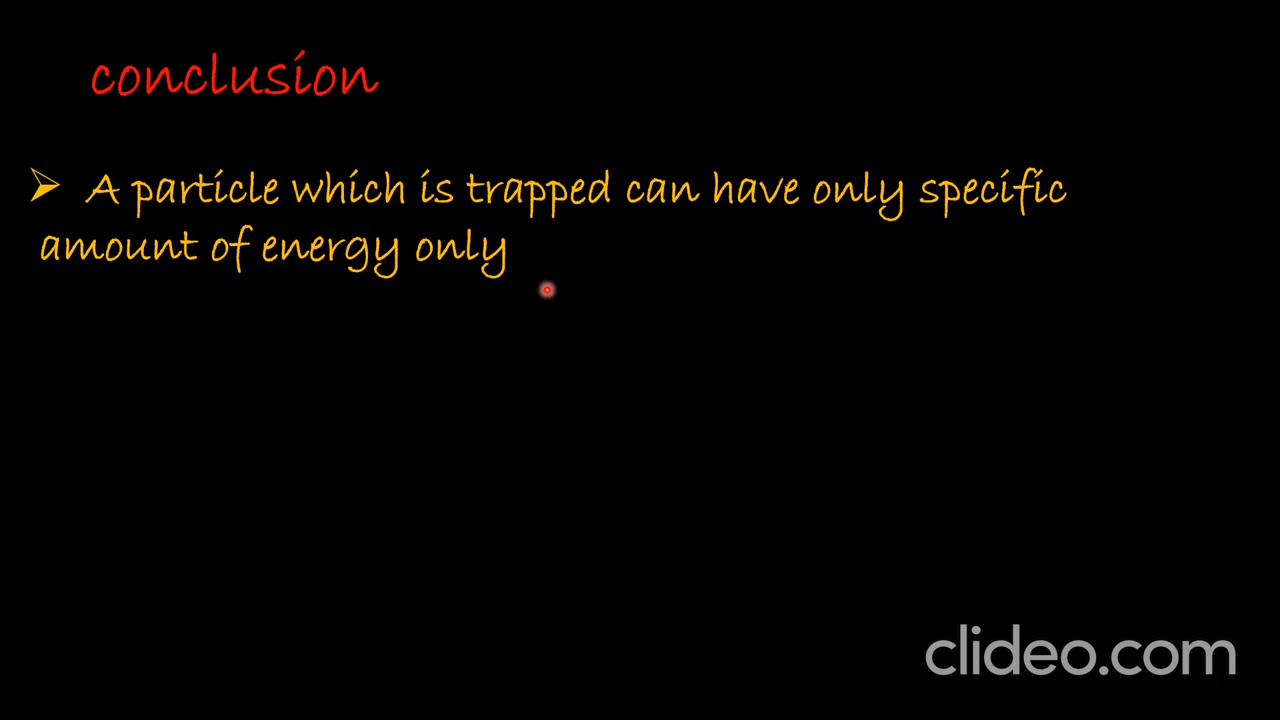 conclusion
➢ A particle which is trapped can have only specific
amount of energy only
clideo.com